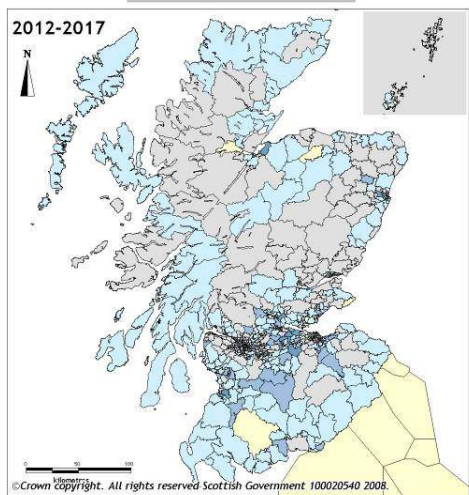 2012-2017
N
0 50 100
kilometres
©Crown copyright. All rights reserved Scottish Government 100020540 2008.